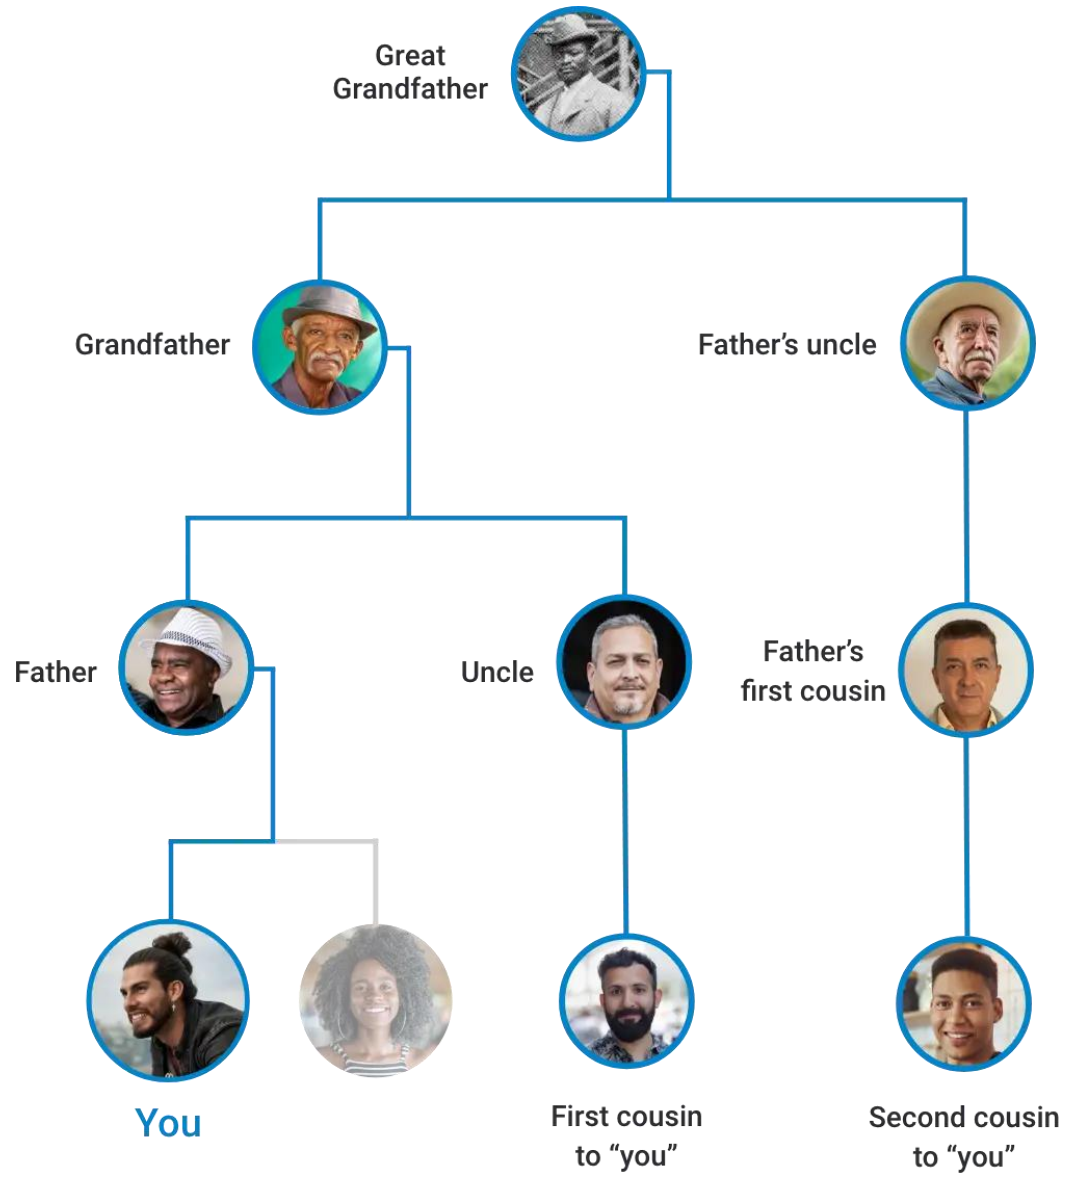 Great
Grandfather
Grandfather
Father’s uncle
Father
Uncle
Father’s
first cousin
You
First cousin
to “you”
Second cousin
to “you”